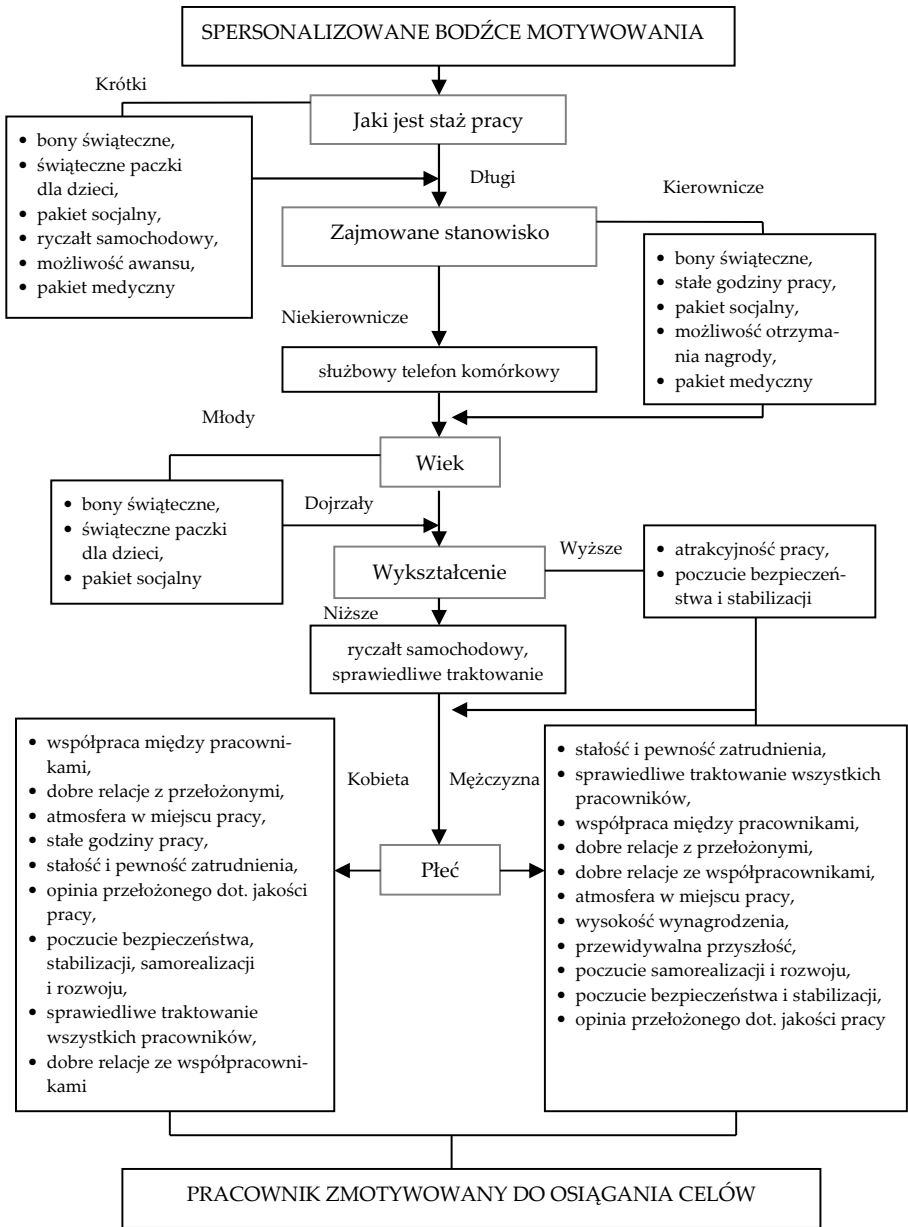 SPERSONALIZOWANE BODŹCE MOTYWOWANIA
Krótki
Jaki jest staż pracy
• bony świąteczne,
• świąteczne paczki
dla dzieci,
• pakiet socjalny,
• ryczałt samochodowy,
• możliwość awansu,
• pakiet medyczny
Długi
Kierownicze
Zajmowane stanowisko
• bony świąteczne,
• stałe godziny pracy,
• pakiet socjalny,
• możliwość otrzyma-
nia nagrody,
• pakiet medyczny
Niekierownicze
służbowy telefon komórkowy
Młody
Wiek
• bony świąteczne,
• świąteczne paczki
dla dzieci,
• pakiet socjalny
Dojrzały
Wykształcenie
Wyższe
• atrakcyjność pracy,
• poczucie bezpieczeń-
stwa i stabilizacji
Niższe
ryczałt samochodowy,
sprawiedliwe traktowanie
• współpraca między pracowni-
kami,
• dobre relacje z przełożonymi,
• atmosfera w miejscu pracy,
• stałe godziny pracy,
• stałość i pewność zatrudnienia,
• opinia przełożonego dot. jakości
pracy,
• poczucie bezpieczeństwa,
stabilizacji, samorealizacji
i rozwoju,
• sprawiedliwe traktowanie
wszystkich pracowników,
• dobre relacje ze współpracowni-
kami
Kobieta
Mężczyzna
Płeć
• stałość i pewność zatrudnienia,
• sprawiedliwe traktowanie wszystkich
pracowników,
• współpraca między pracownikami,
• dobre relacje z przełożonymi,
• dobre relacje ze współpracownikami,
• atmosfera w miejscu pracy,
• wysokość wynagrodzenia,
• przewidywalna przyszłość,
• poczucie samorealizacji i rozwoju,
• poczucie bezpieczeństwa i stabilizacji,
• opinia przełożonego dot. jakości pracy
PRACOWNIK ZMOTYWOWANY DO OSIĄGANIA CELÓW